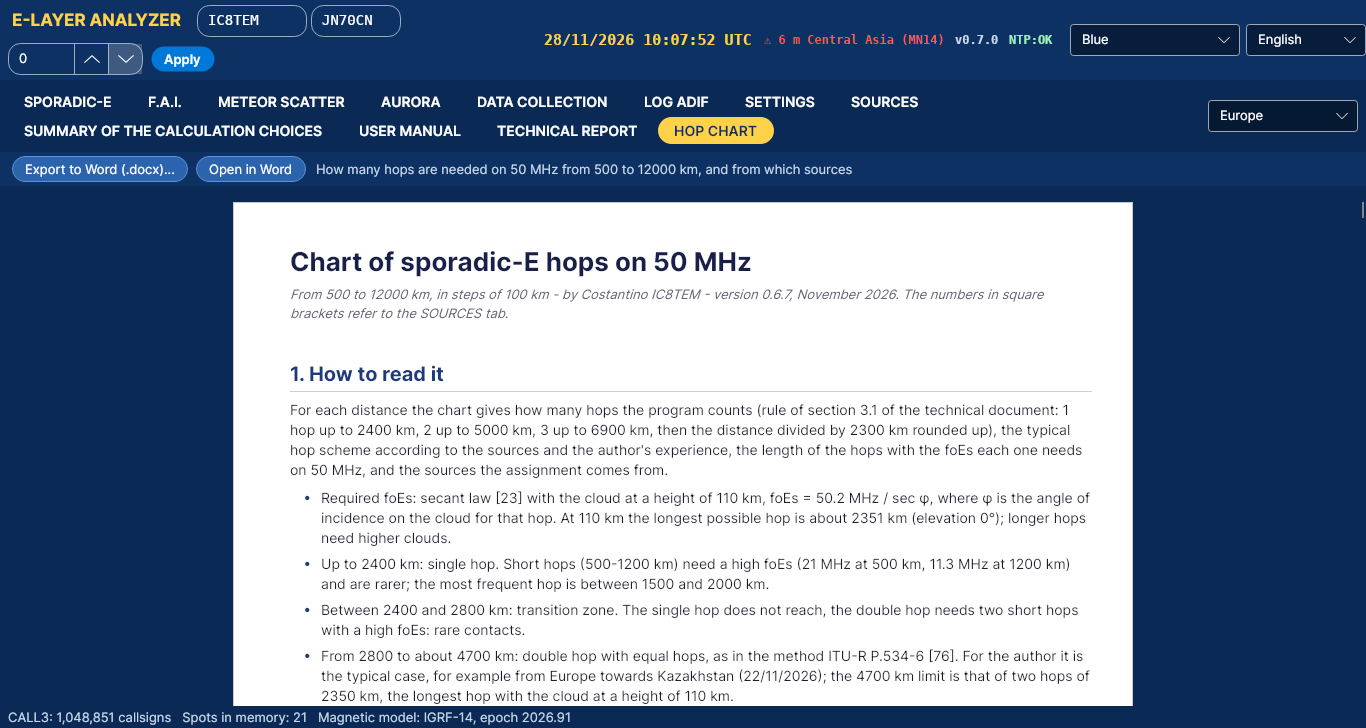 E-LAYER ANALYZER IC8TEM JN70CN
28/11/2026 10:07:52 UTC ⚠ 6 m Central Asia (MN14) v0.7.0 NTP:OK Blue English
0 Apply
SPORADIC-E F.A.I. METEOR SCATTER AURORA DATA COLLECTION LOG ADIF SETTINGS SOURCES
Europe
SUMMARY OF THE CALCULATION CHOICES USER MANUAL TECHNICAL REPORT HOP CHART
Export to Word (.docx)... Open in Word How many hops are needed on 50 MHz from 500 to 12000 km, and from which sources
Chart of sporadic-E hops on 50 MHz
From 500 to 12000 km, in steps of 100 km - by Costantino IC8TEM - version 0.6.7, November 2026. The numbers in square
brackets refer to the SOURCES tab.
1. How to read it
For each distance the chart gives how many hops the program counts (rule of section 3.1 of the technical document: 1
hop up to 2400 km, 2 up to 5000 km, 3 up to 6900 km, then the distance divided by 2300 km rounded up), the typical
hop scheme according to the sources and the author's experience, the length of the hops with the foEs each one needs
on 50 MHz, and the sources the assignment comes from.
• Required foEs: secant law [23] with the cloud at a height of 110 km, foEs = 50.2 MHz / sec φ, where φ is the angle of
incidence on the cloud for that hop. At 110 km the longest possible hop is about 2351 km (elevation 0°); longer hops
need higher clouds.
• Up to 2400 km: single hop. Short hops (500-1200 km) need a high foEs (21 MHz at 500 km, 11.3 MHz at 1200 km)
and are rarer; the most frequent hop is between 1500 and 2000 km.
• Between 2400 and 2800 km: transition zone. The single hop does not reach, the double hop needs two short hops
with a high foEs: rare contacts.
• From 2800 to about 4700 km: double hop with equal hops, as in the method ITU-R P.534-6 [76]. For the author it is
the typical case, for example from Europe towards Kazakhstan (22/11/2026); the 4700 km limit is that of two hops of
2350 km, the longest hop with the cloud at a height of 110 km.
CALL3: 1,048,851 callsigns Spots in memory: 21 Magnetic model: IGRF-14, epoch 2026.91